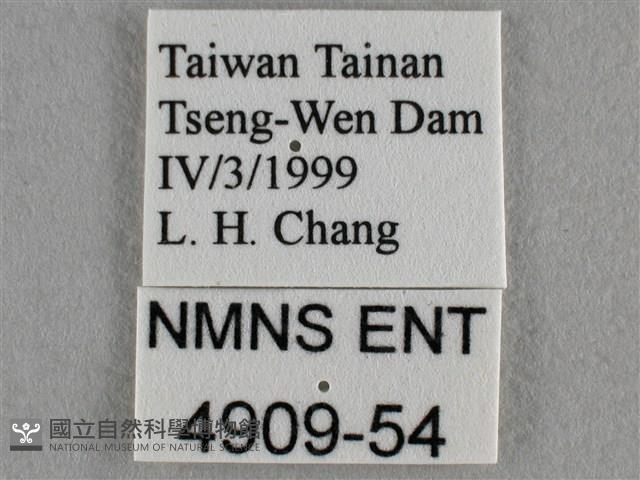 Taiwan Tainan
Tseng-Wen Dam
IV/3/1999
L. H. Chang
NMNS ENT
4909-54
國立自然科學博物館
NATIONAL MUSEUM OF NATURAL SCIENCE